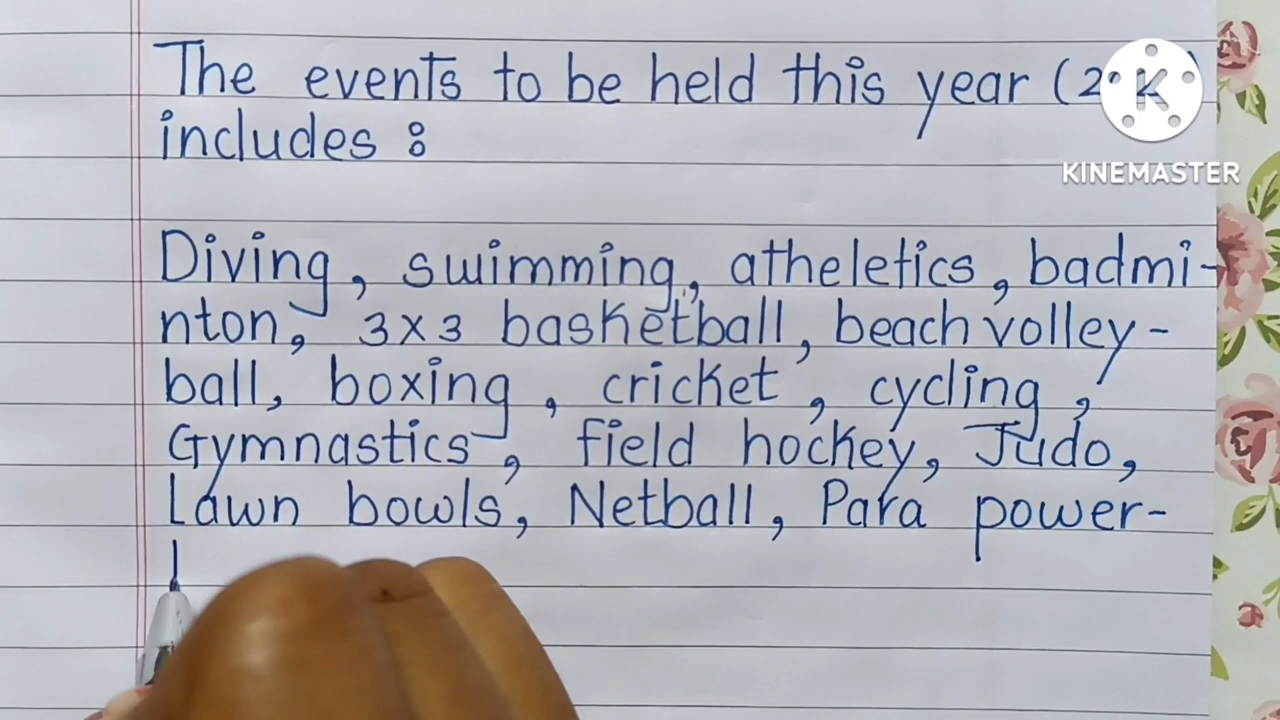 The events to be held this year (2
includes :
KINEMASTER
Diving, swimming, atheletics, badmi-
nton, 3x3 basketball, beach volley-
ball, boxing, cricket, cycling,
Gymnastics, field hockey, Judo,
Lawn bowls, Netball, Para power-
l